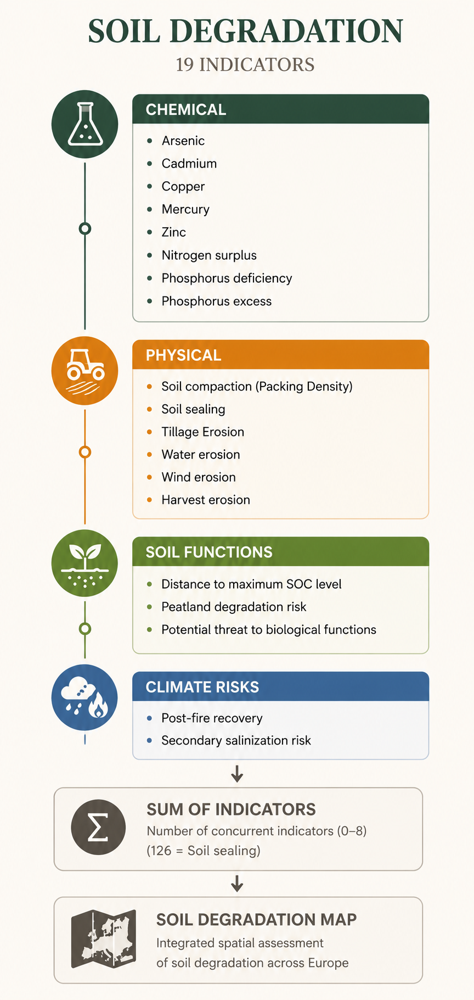 SOIL DEGRADATION
19 INDICATORS
CHEMICAL
• Arsenic
• Cadmium
• Copper
• Mercury
• Zinc
• Nitrogen surplus
• Phosphorus deficiency
• Phosphorus excess
PHYSICAL
• Soil compaction (Packing Density)
• Soil sealing
• Tillage Erosion
• Water erosion
• Wind erosion
• Harvest erosion
SOIL FUNCTIONS
• Distance to maximum SOC level
• Peatland degradation risk
• Potential threat to biological functions
CLIMATE RISKS
• Post-fire recovery
• Secondary salinization risk
Σ
SUM OF INDICATORS
Number of concurrent indicators (0–8)
(126 = Soil sealing)
SOIL DEGRADATION MAP
Integrated spatial assessment
of soil degradation across Europe